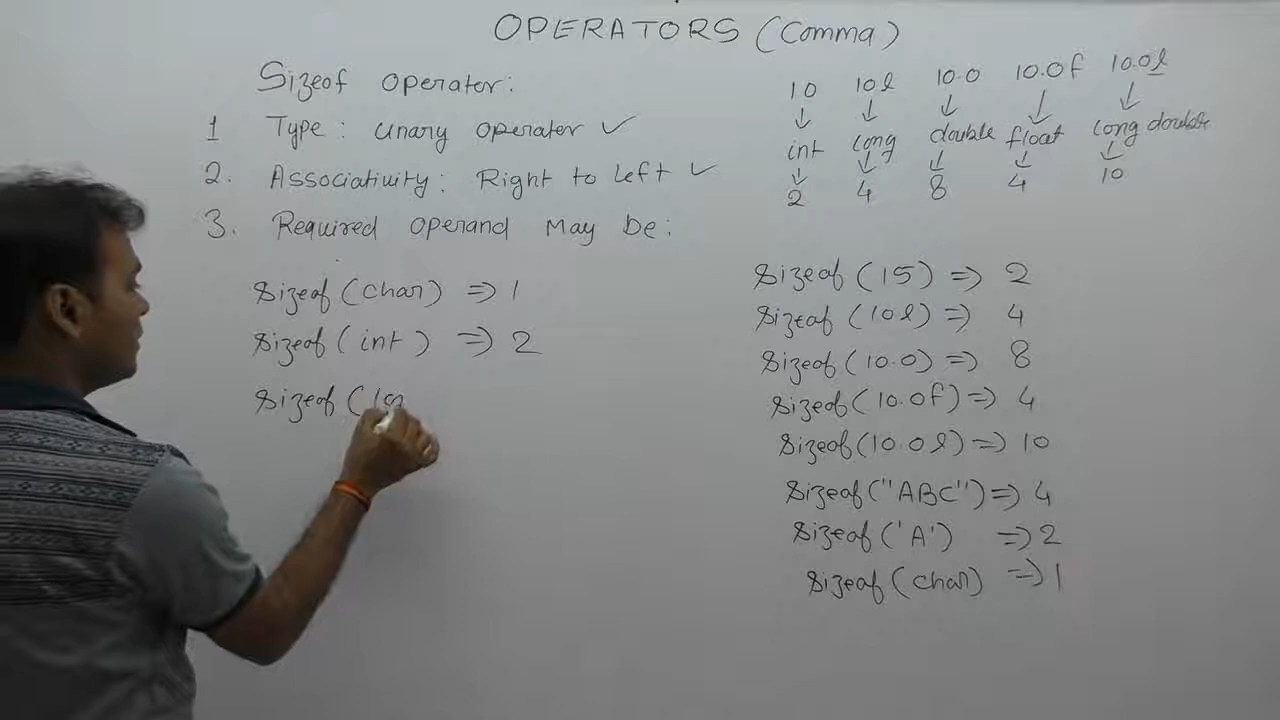 OPERATORS (Comma)
Sizeof Operator:
1 Type: Unary Operator ✓
2. Associativity: Right to Left ✓
3. Required Operand May be:
Sizeof (char) => 1
Sizeof (int) => 2
Sizeof (
10 10l 10.0 10.0f 10.0l
↓ ↓ ↓ ↓ ↓
int long double float long double
↓ ↓ ↓ ↓ ↓
2 4 8 4 10
Sizeof (15) => 2
Sizeof (10l) => 4
Sizeof (10.0) => 8
Sizeof (10.0f) => 4
Sizeof (10.0l) => 10
Sizeof ("ABC") => 4
Sizeof ('A') => 2
Sizeof (char) => 1